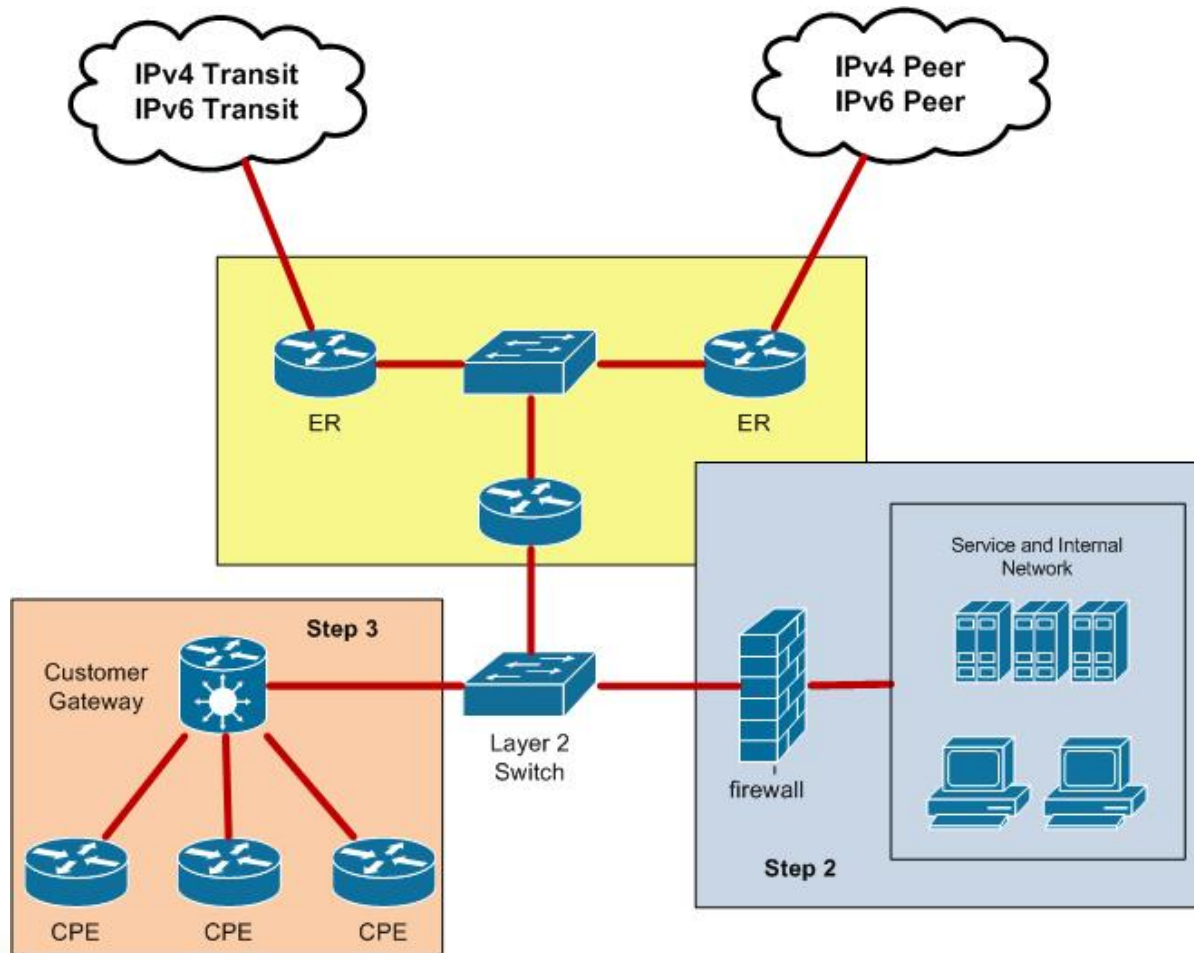 IPv4 Transit
IPv6 Transit
IPv4 Peer
IPv6 Peer
ER
ER
Service and Internal
Network
Step 3
Customer
Gateway
Layer 2
Switch
firewall
Step 2
CPE
CPE
CPE